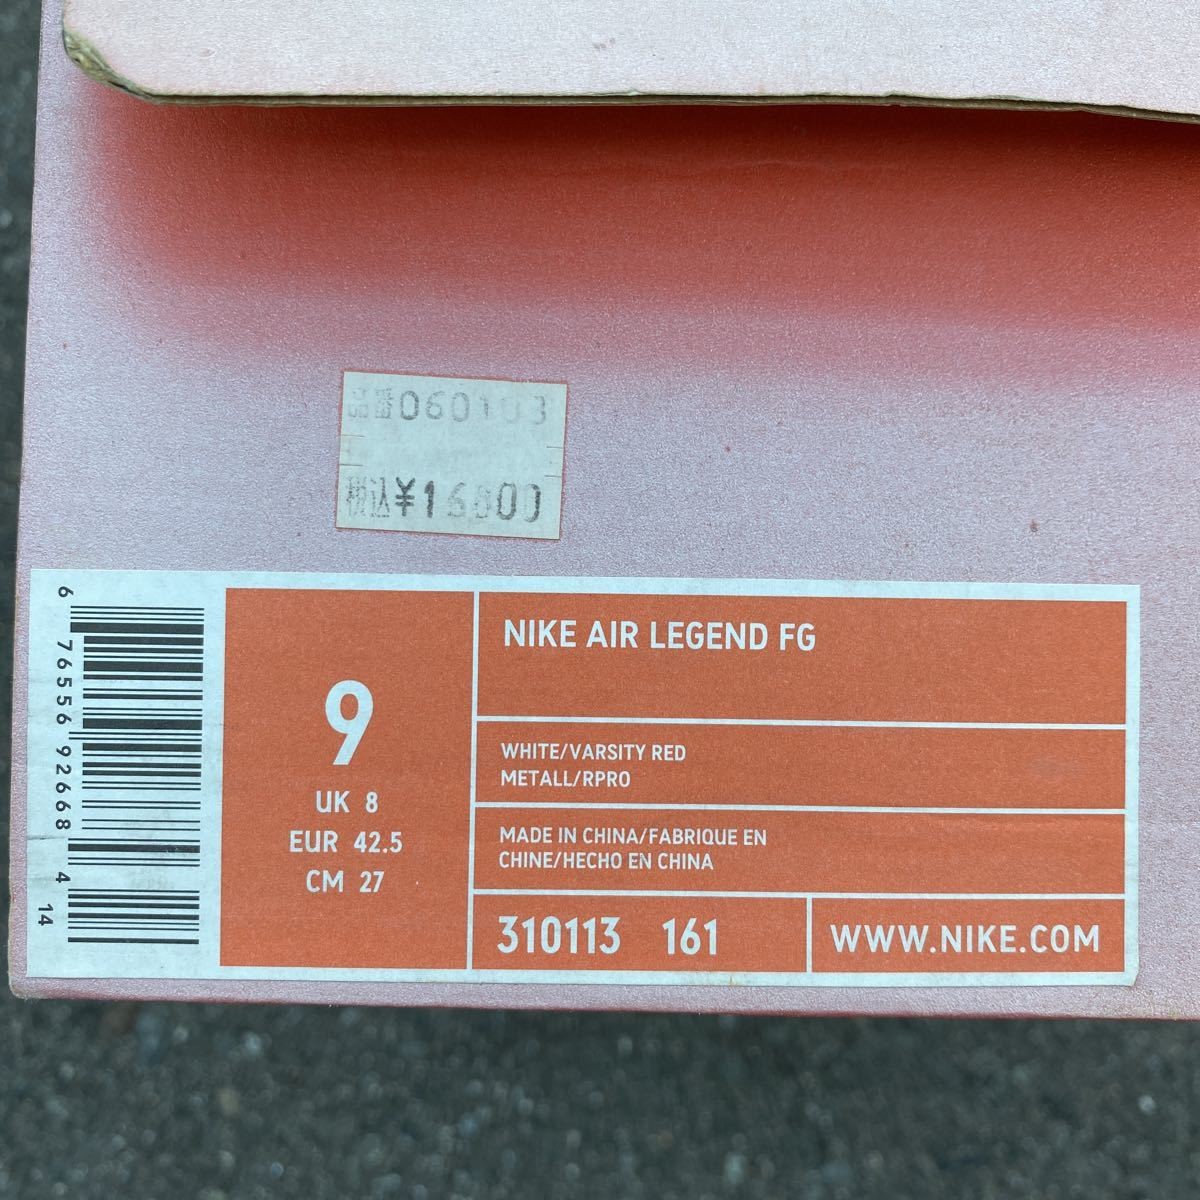 品番060103
税込¥16800
6 76556 92668 4
14
9
UK 8
EUR 42.5
CM 27
NIKE AIR LEGEND FG
WHITE/VARSITY RED
METALL/RPRO
MADE IN CHINA/FABRIQUE EN
CHINE/HECHO EN CHINA
310113 161
WWW.NIKE.COM